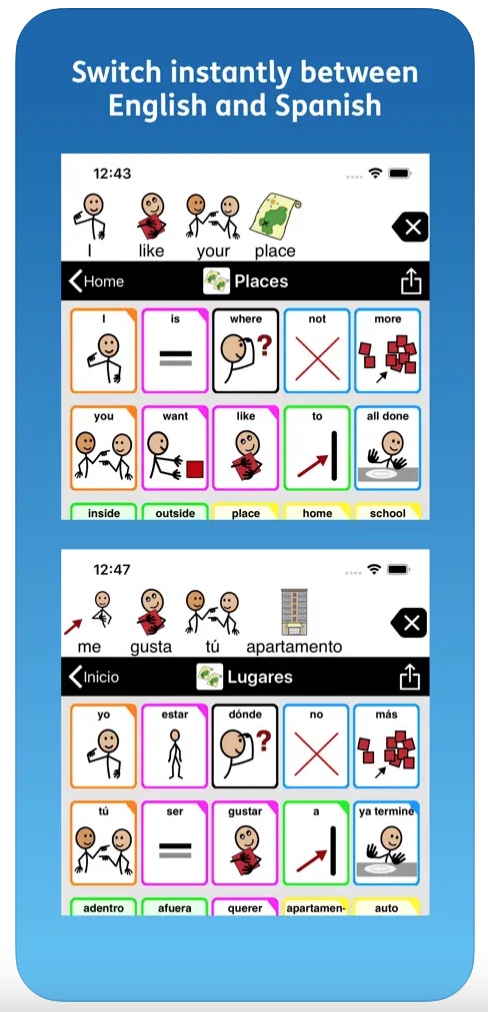 Switch instantly between
English and Spanish
12:43
I like your place
Home Places
I is where not more
?
you want like to all done
inside outside place home school
12:47
me gusta tú apartamento
Inicio Lugares
yo estar dónde no más
?
tú ser gustar a ya terminé
adentro afuera querer apartamen- auto